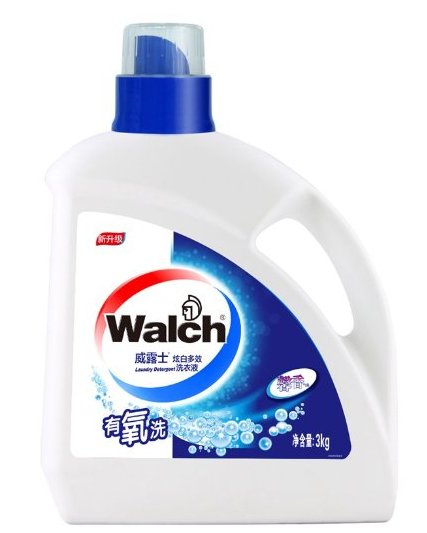 新升级
Walch®
威露士® 炫白多效
Laundry Detergent 洗衣液
有氧洗
净含量:3kg